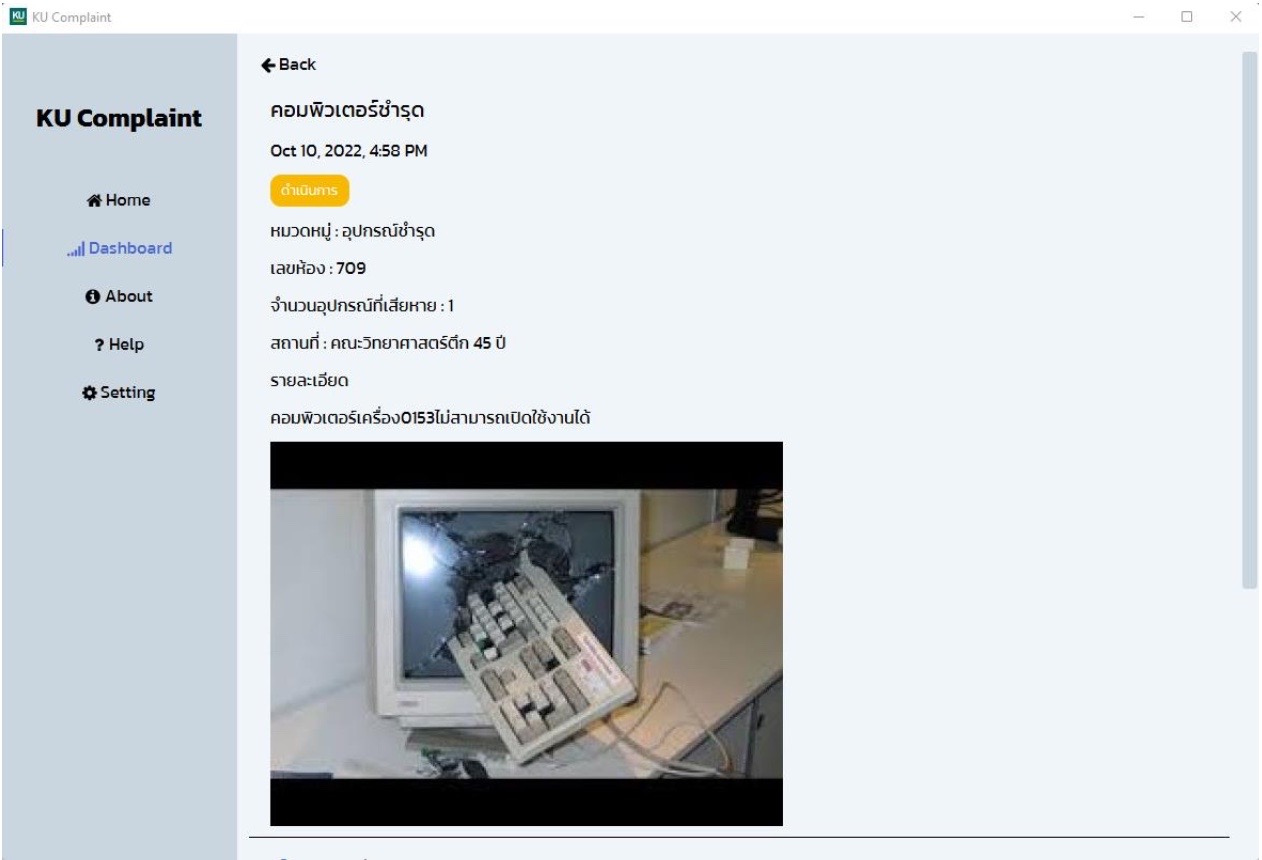 KU KU Complaint
KU Complaint
Home
Dashboard
About
Help
Setting
Back
คอมพิวเตอร์ชำรุด
Oct 10, 2022, 4:58 PM
ดำเนินการ
หมวดหมู่ : อุปกรณ์ชำรุด
เลขห้อง : 709
จำนวนอุปกรณ์ที่เสียหาย : 1
สถานที่ : คณะวิทยาศาสตร์ตึก 45 ปี
รายละเอียด
คอมพิวเตอร์เครื่อง0153ไม่สามารถเปิดใช้งานได้